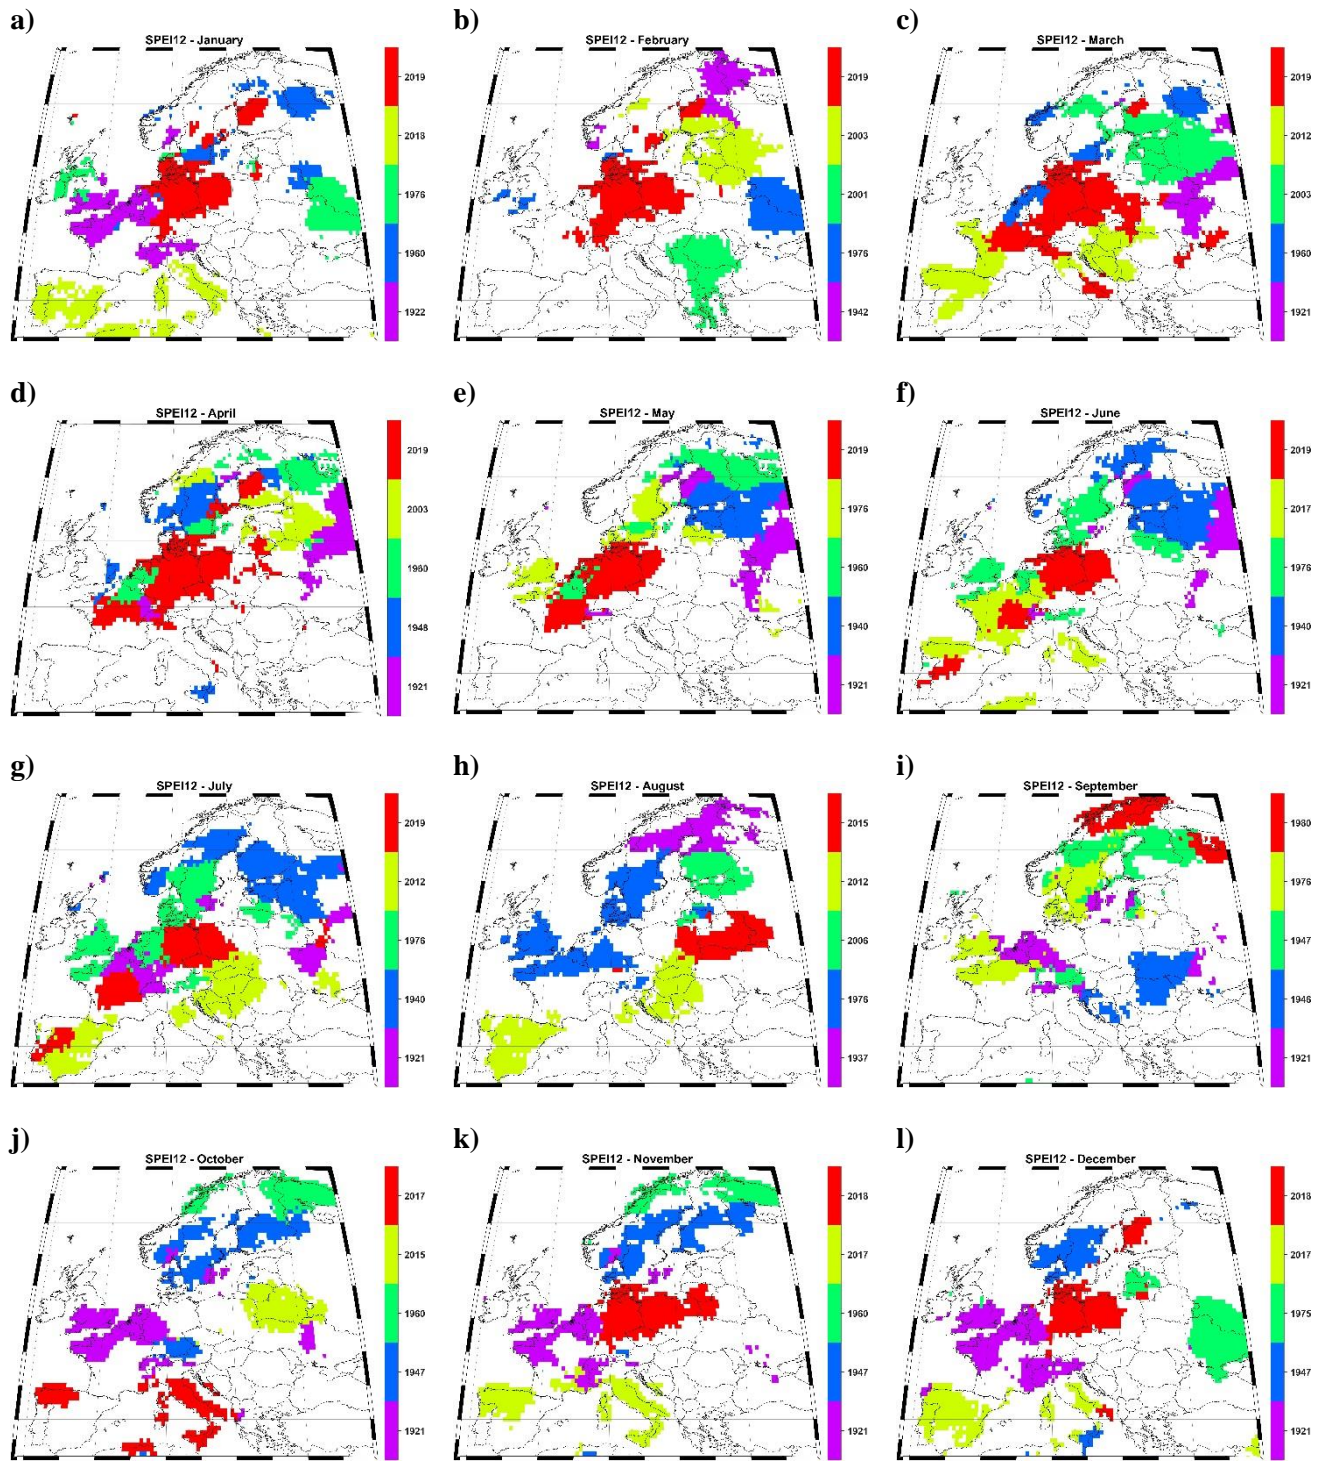 a)
SPEI12 - January
2019
2018
1976
1960
1922
b)
SPEI12 - February
2019
2003
2001
1976
1942
c)
SPEI12 - March
2019
2012
2003
1960
1921
d)
SPEI12 - April
2019
2003
1960
1948
1921
e)
SPEI12 - May
2019
1976
1960
1940
1921
f)
SPEI12 - June
2019
2017
1976
1940
1921
g)
SPEI12 - July
2019
2012
1976
1940
1921
h)
SPEI12 - August
2015
2012
2006
1976
1937
i)
SPEI12 - September
1980
1976
1947
1946
1921
j)
SPEI12 - October
2017
2015
1960
1947
1921
k)
SPEI12 - November
2018
2017
1960
1947
1921
l)
SPEI12 - December
2018
2017
1975
1947
1921